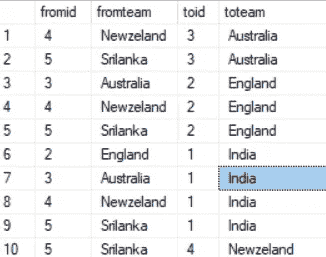 fromid fromteam toid toteam
1 4 Newzeland 3 Australia
2 5 Srilanka 3 Australia
3 3 Australia 2 England
4 4 Newzeland 2 England
5 5 Srilanka 2 England
6 2 England 1 India
7 3 Australia 1 India
8 4 Newzeland 1 India
9 5 Srilanka 1 India
10 5 Srilanka 4 Newzeland